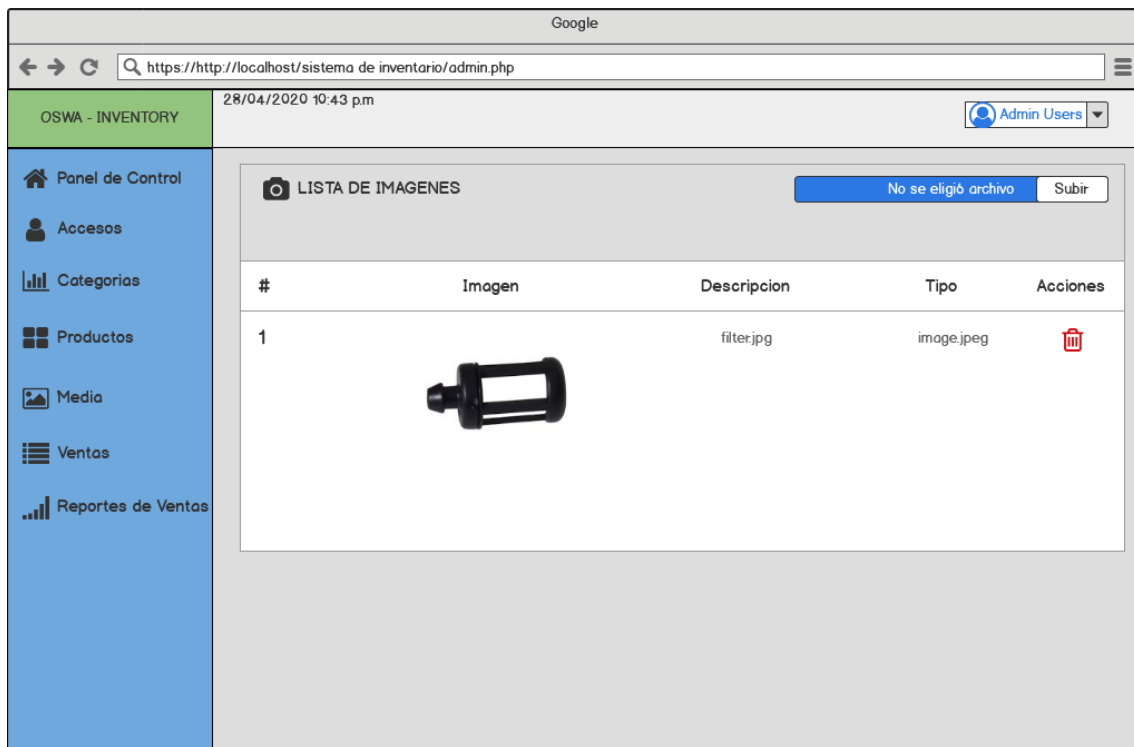 Google
https://http://localhost/sistema de inventario/admin.php
OSWA - INVENTORY
28/04/2020 10:43 p.m
Admin Users
Panel de Control
Accesos
Categorias
Productos
Media
Ventas
Reportes de Ventas
LISTA DE IMAGENES
No se eligió archivo
Subir
# Imagen Descripcion Tipo Acciones
1 filter.jpg image.jpeg